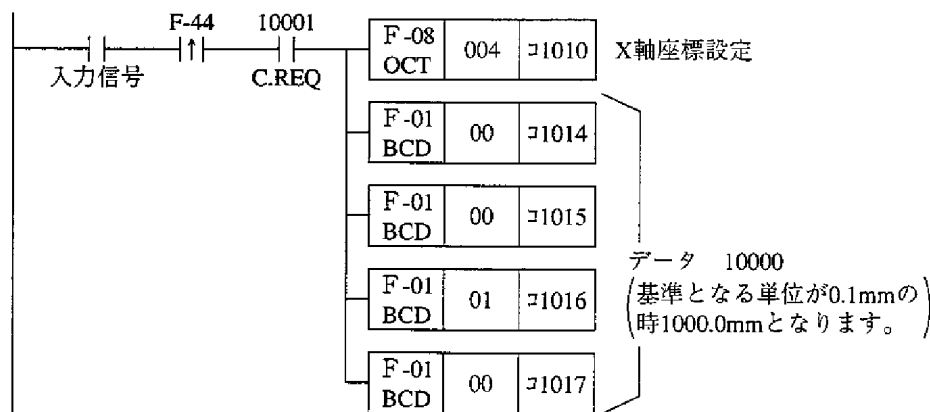 F-44
10001
入力信号
C.REQ
F-08
OCT
004
コ1010
X軸座標設定
F-01
BCD
00
コ1014
F-01
BCD
00
コ1015
F-01
BCD
01
コ1016
F-01
BCD
00
コ1017
データ 10000
(基準となる単位が0.1mmの
時1000.0mmとなります。)